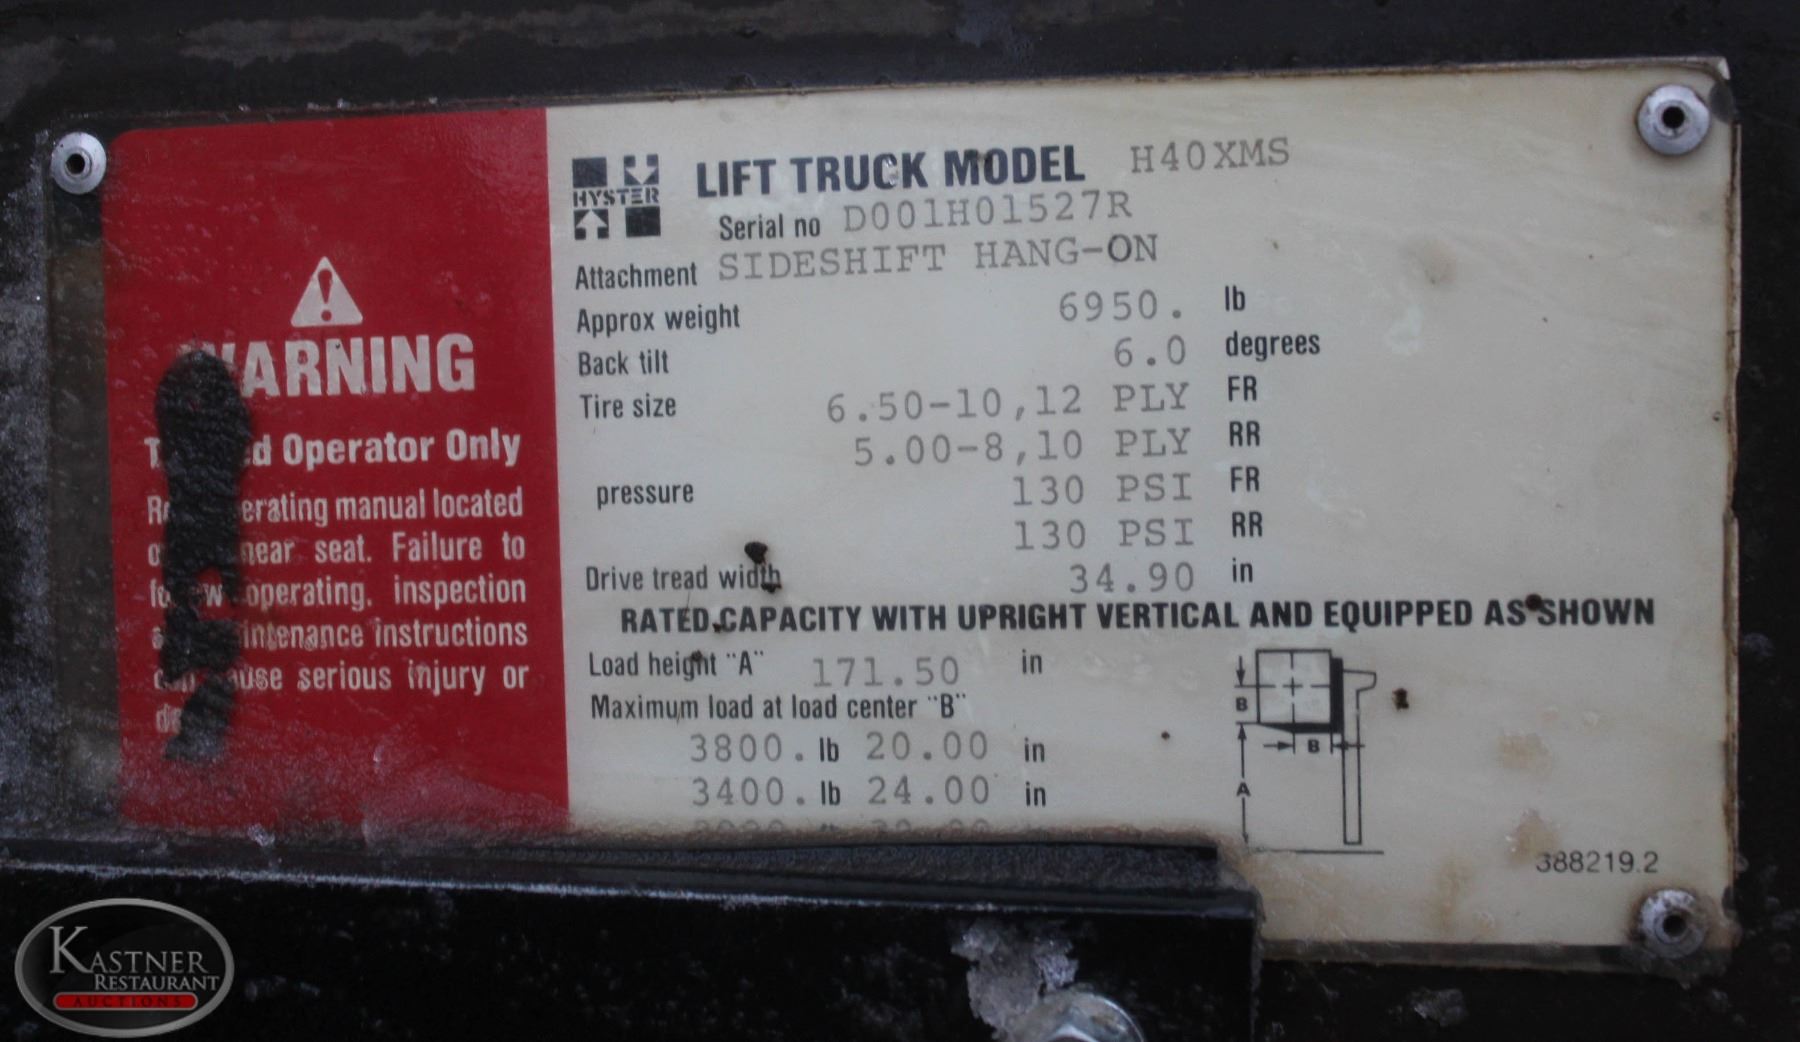 WARNING
Operator Only
manual located
near seat. Failure to
operating, inspection
instructions
serious injury or
HYSTER
LIFT TRUCK MODEL H40XMS
Serial no D001H01527R
Attachment SIDESHIFT HANG-ON
Approx weight 6950. lb
Back tilt 6.0 degrees
Tire size 6.50-10,12 PLY FR
5.00-8,10 PLY RR
pressure 130 PSI FR
130 PSI RR
Drive tread width 34.90 in
RATED CAPACITY WITH UPRIGHT VERTICAL AND EQUIPPED AS SHOWN
Load height "A" 171.50 in
Maximum load at load center "B"
3800. lb 20.00 in
3400. lb 24.00 in
B
B
A
388219.2
KASTNER
RESTAURANT
AUCTIONS